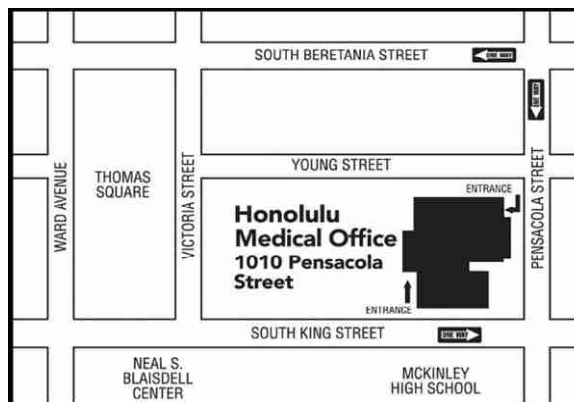 SOUTH BERETANIA STREET
ONE WAY
ONE WAY
YOUNG STREET
THOMAS
SQUARE
WARD AVENUE
VICTORIA STREET
PENSACOLA STREET
ENTRANCE
Honolulu
Medical Office
1010 Pensacola
Street
ENTRANCE
SOUTH KING STREET
ONE WAY
NEAL S.
BLAISDELL
CENTER
MCKINLEY
HIGH SCHOOL